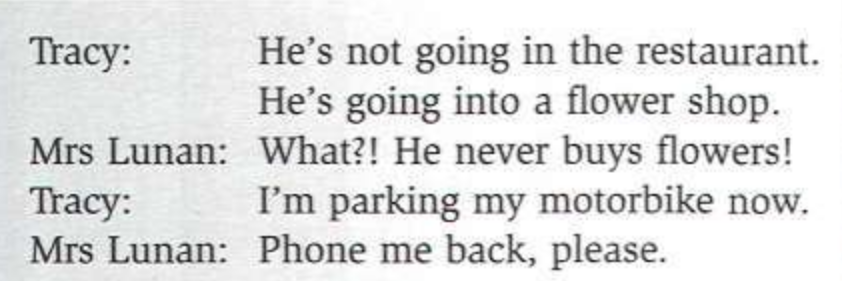 Tracy: He's not going in the restaurant.
He's going into a flower shop.
Mrs Lunan: What?! He never buys flowers!
Tracy: I'm parking my motorbike now.
Mrs Lunan: Phone me back, please.